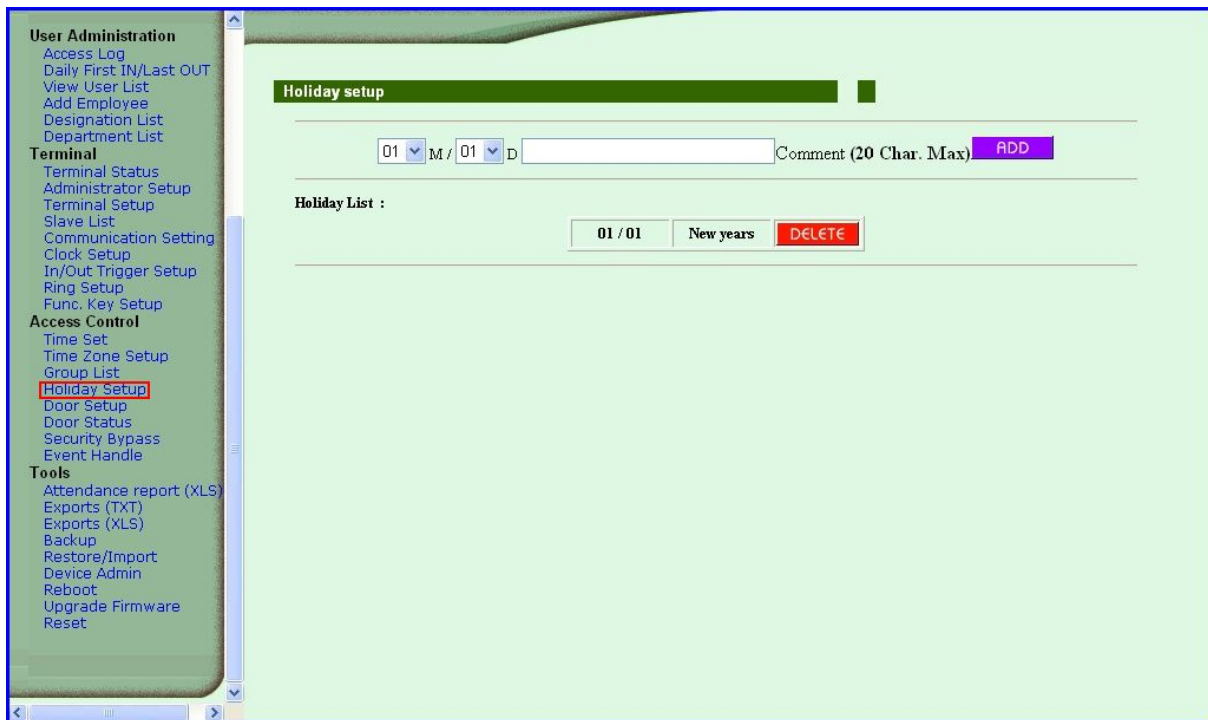 User Administration
Access Log
Daily First IN/Last OUT
View User List
Add Employee
Designation List
Department List
Terminal
Terminal Status
Administrator Setup
Terminal Setup
Slave List
Communication Setting
Clock Setup
In/Out Trigger Setup
Ring Setup
Func. Key Setup
Access Control
Time Set
Time Zone Setup
Group List
Holiday Setup
Door Setup
Door Status
Security Bypass
Event Handle
Tools
Attendance report (XLS)
Exports (TXT)
Exports (XLS)
Backup
Restore/Import
Device Admin
Reboot
Upgrade Firmware
Reset
Holiday setup
01 M / 01 D Comment (20 Char. Max). ADD
Holiday List :
01 / 01 New years DELETE